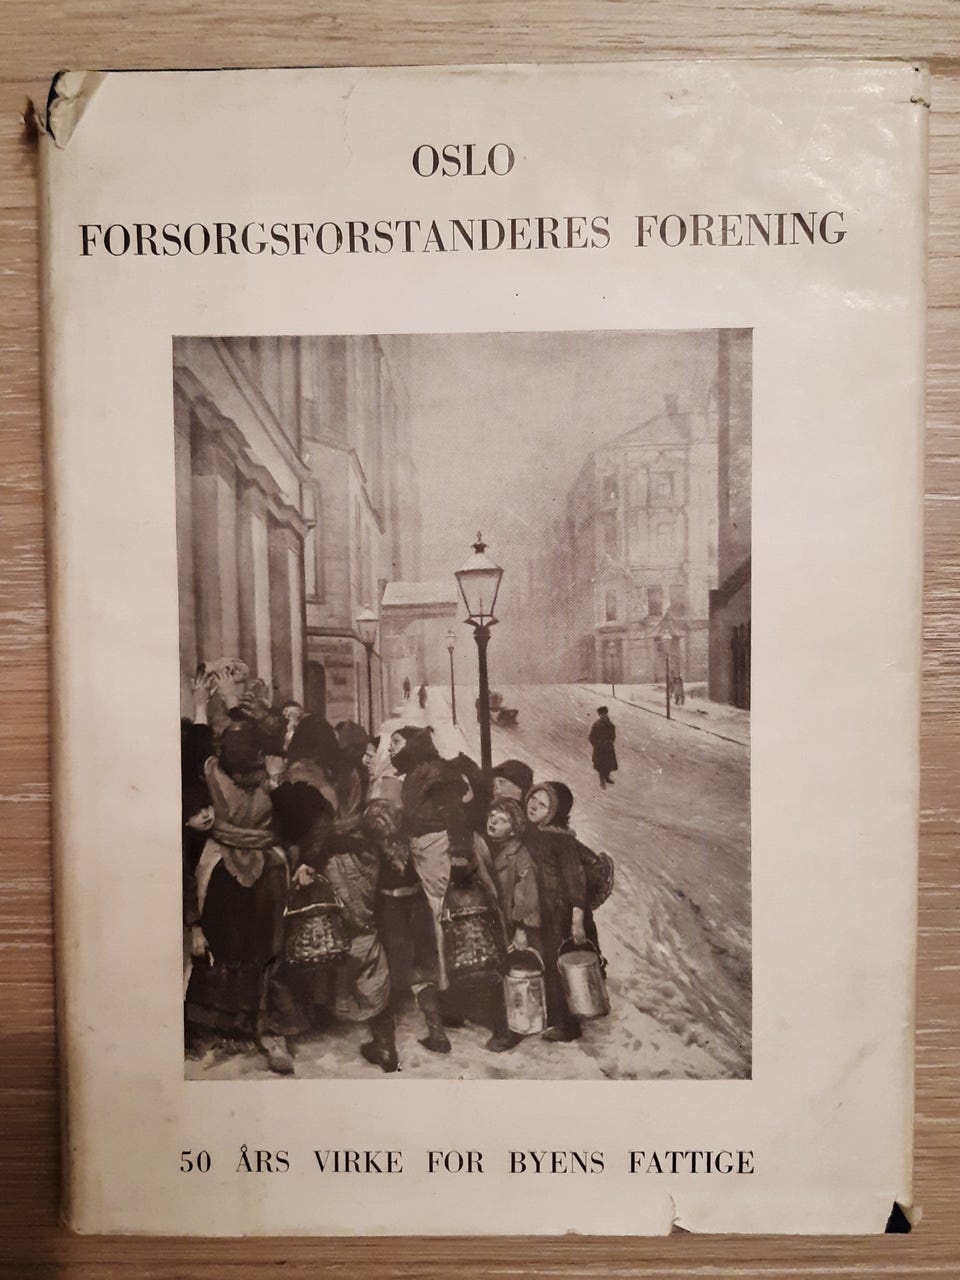 OSLO
FORSORGSFORSTANDERES FORENING
50 ÅRS VIRKE FOR BYENS FATTIGE